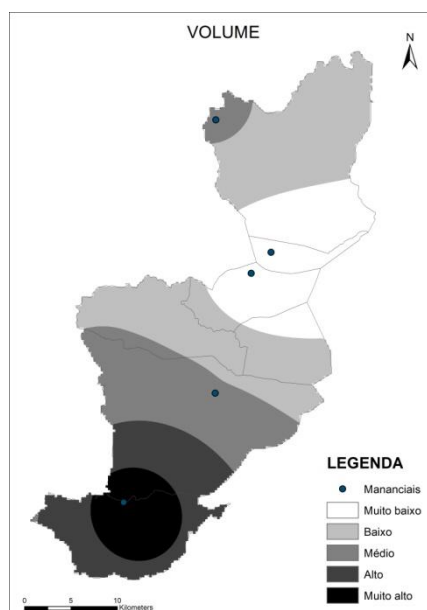 VOLUME
N
LEGENDA
Mananciais
Muito baixo
Baixo
Médio
Alto
Muito alto
0 5 10
Kilometers